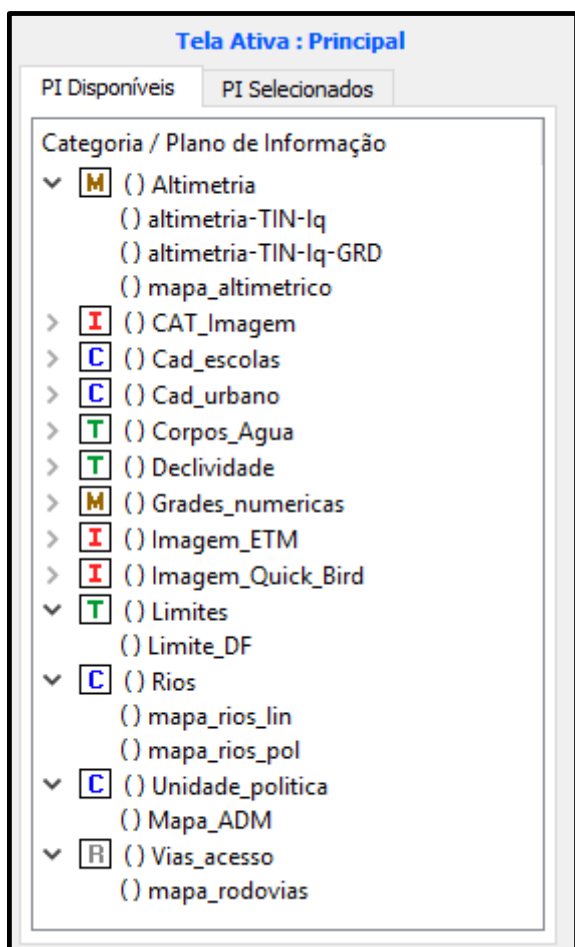 Tela Ativa : Principal
PI Disponíveis PI Selecionados
Categoria / Plano de Informação
M () Altimetria
() altimetria-TIN-lq
() altimetria-TIN-lq-GRD
() mapa_altimetrico
I () CAT_Imagem
C () Cad_escolas
C () Cad_urbano
T () Corpos_Agua
T () Declividade
M () Grades_numericas
I () Imagem_ETM
I () Imagem_Quick_Bird
T () Limites
() Limite_DF
C () Rios
() mapa_rios_lin
() mapa_rios_pol
C () Unidade_politica
() Mapa_ADM
R () Vias_acesso
() mapa_rodovias